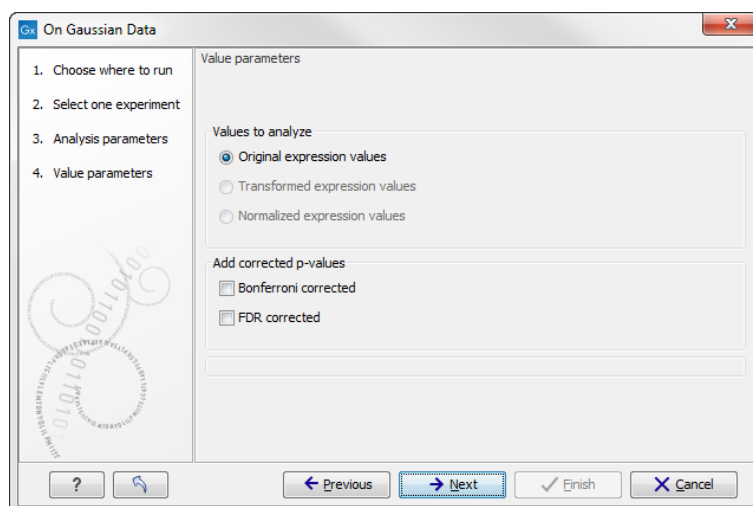 Gx On Gaussian Data
1. Choose where to run
2. Select one experiment
3. Analysis parameters
4. Value parameters
Value parameters
Values to analyze
Original expression values
Transformed expression values
Normalized expression values
Add corrected p-values
Bonferroni corrected
FDR corrected
?
Previous
Next
Finish
Cancel